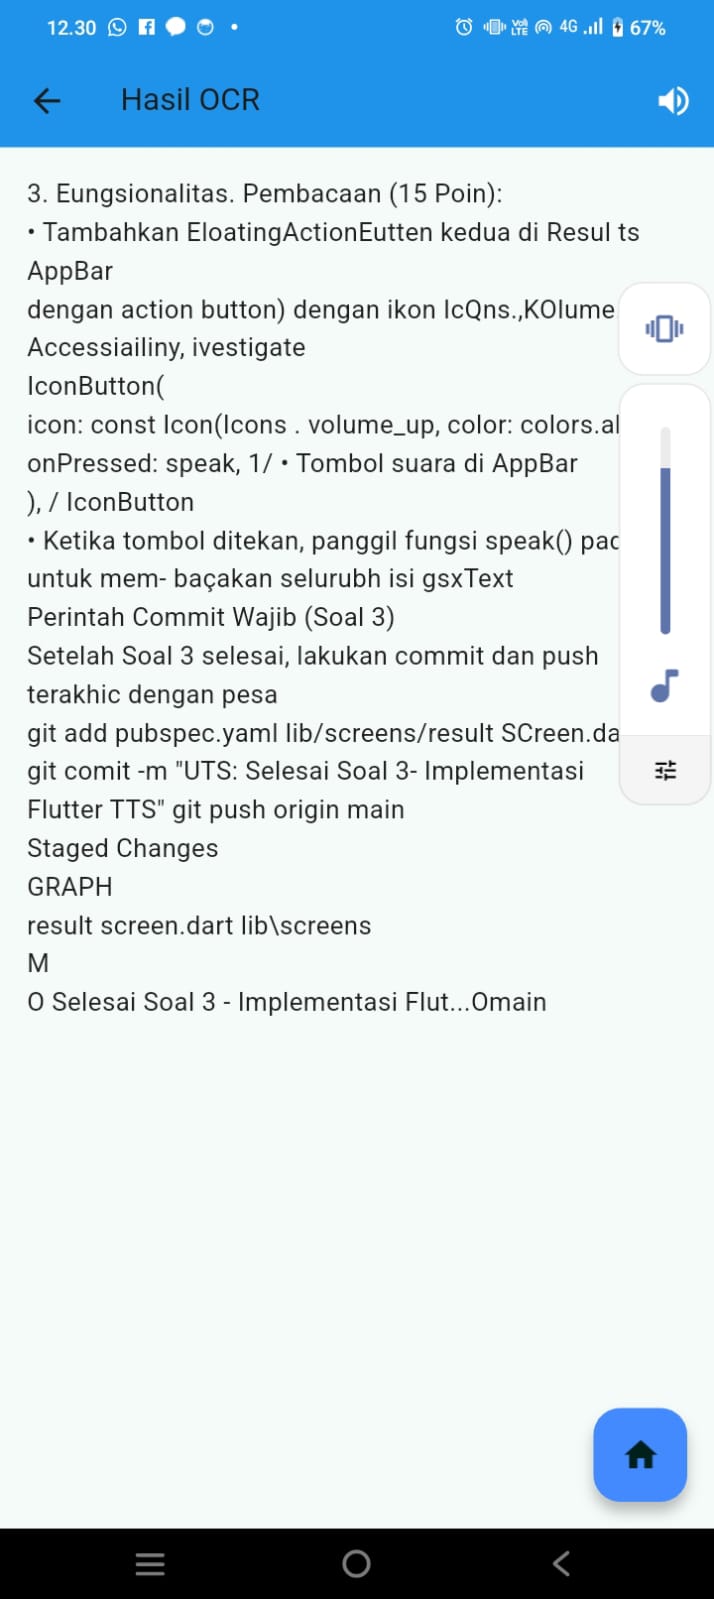 12.30
VoI) LTE 4G 67%
Hasil OCR
3. Eungsionalitas. Pembacaan (15 Poin):
• Tambahkan EloatingActionEutten kedua di Resul ts
AppBar
dengan action button) dengan ikon IcQns.,KOlume
Accessiailiny, ivestigate
IconButton(
icon: const Icon(Icons . volume_up, color: colors.al
onPressed: speak, 1/ • Tombol suara di AppBar
), / IconButton
• Ketika tombol ditekan, panggil fungsi speak() pad
untuk mem- baçakan selurubh isi gsxText
Perintah Commit Wajib (Soal 3)
Setelah Soal 3 selesai, lakukan commit dan push
terakhic dengan pesa
git add pubspec.yaml lib/screens/result SCreen.da
git comit -m "UTS: Selesai Soal 3- Implementasi
Flutter TTS" git push origin main
Staged Changes
GRAPH
result screen.dart lib\screens
M
O Selesai Soal 3 - Implementasi Flut...Omain